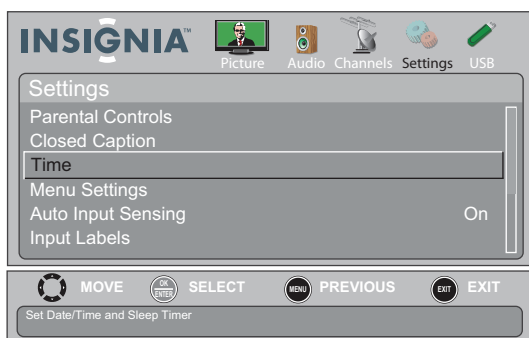 INSIGNIA™
Picture Audio Channels Settings USB
Settings
Parental Controls
Closed Caption
Time
Menu Settings
Auto Input Sensing On
Input Labels
MOVE OK ENTER SELECT MENU PREVIOUS EXIT EXIT
Set Date/Time and Sleep Timer